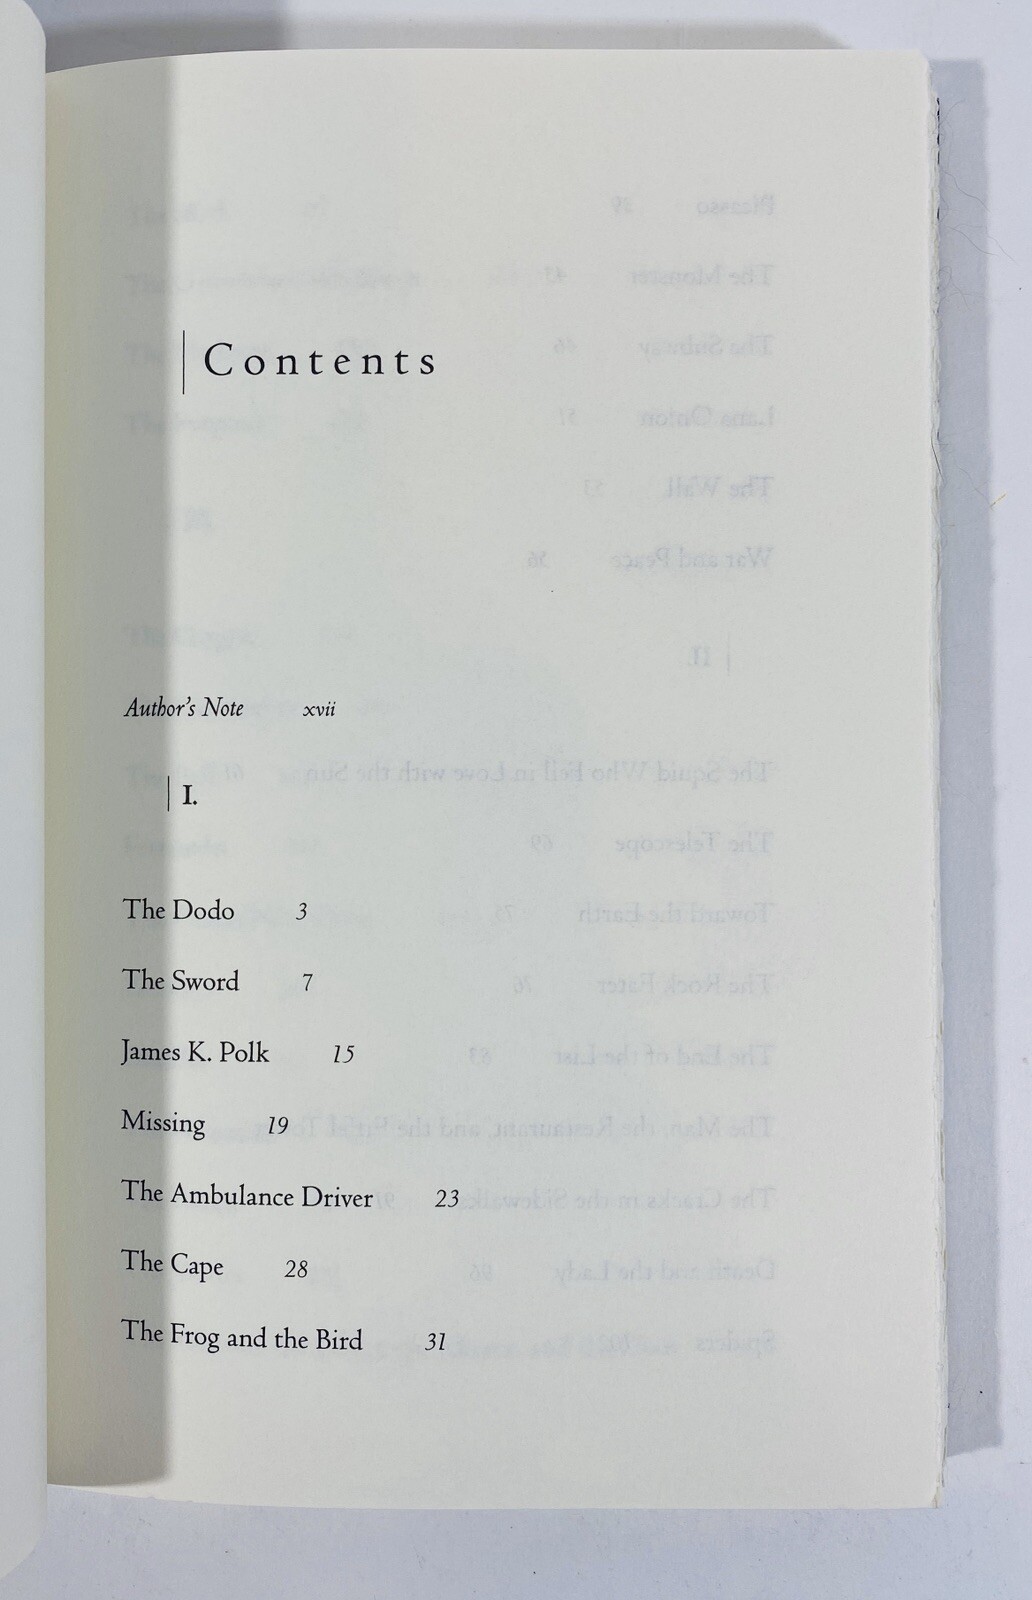 Contents
Author's Note xvii
I.
The Dodo 3
The Sword 7
James K. Polk 15
Missing 19
The Ambulance Driver 23
The Cape 28
The Frog and the Bird 31